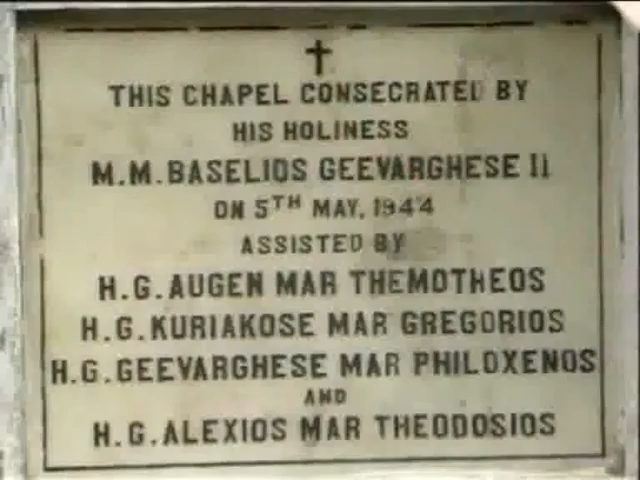 THIS CHAPEL CONSECRATED BY
HIS HOLINESS
M.M. BASELIOS GEEVARGHESE II
ON 5TH MAY, 1944
ASSISTED BY
H.G. AUGEN MAR THEMOTHEOS
H.G. KURIAKOSE MAR GREGORIOS
H.G. GEEVARGHESE MAR PHILOXENOS
AND
H.G. ALEXIOS MAR THEODOSIOS